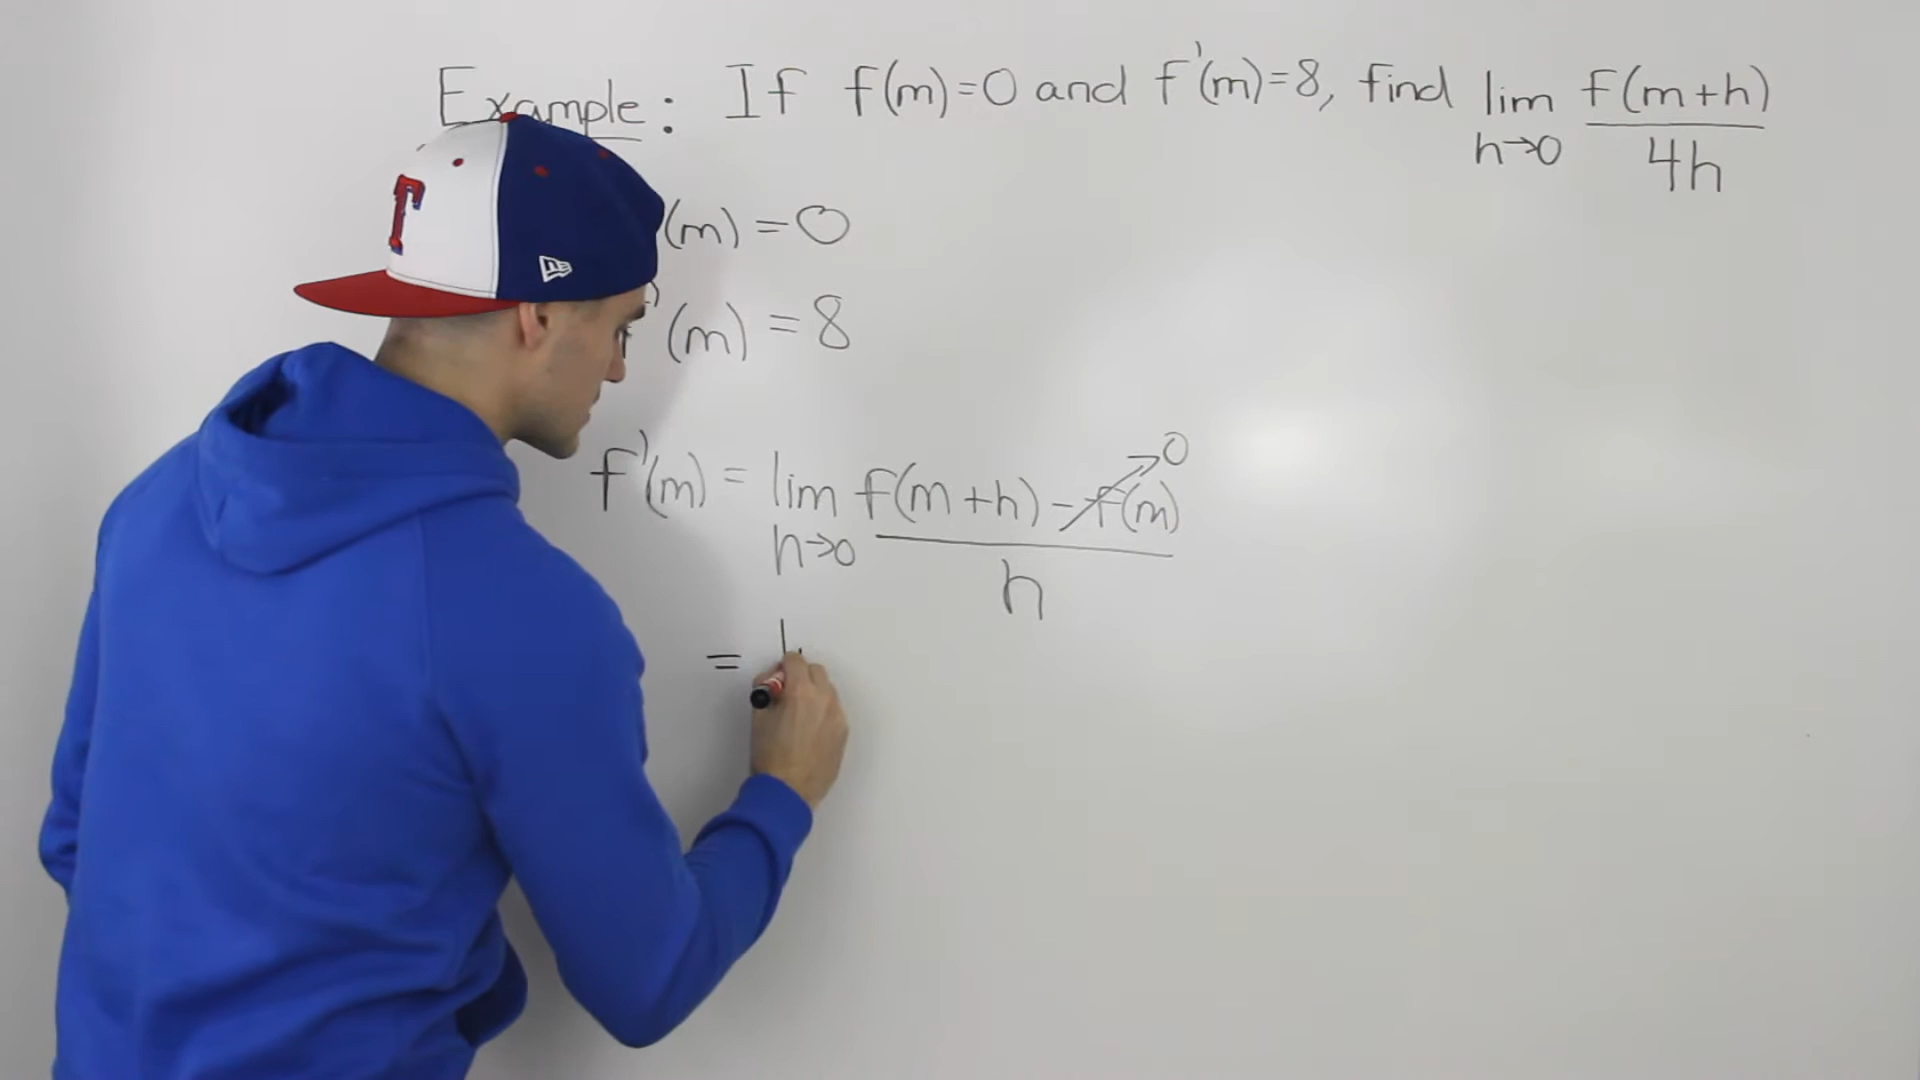 Example: If f(m)=0 and f'(m)=8, find lim h→0 f(m+h)/4h
(m) = 0
f'(m) = 8
f'(m) = lim h→0 f(m+h) - f(m) / h → 0
=
T